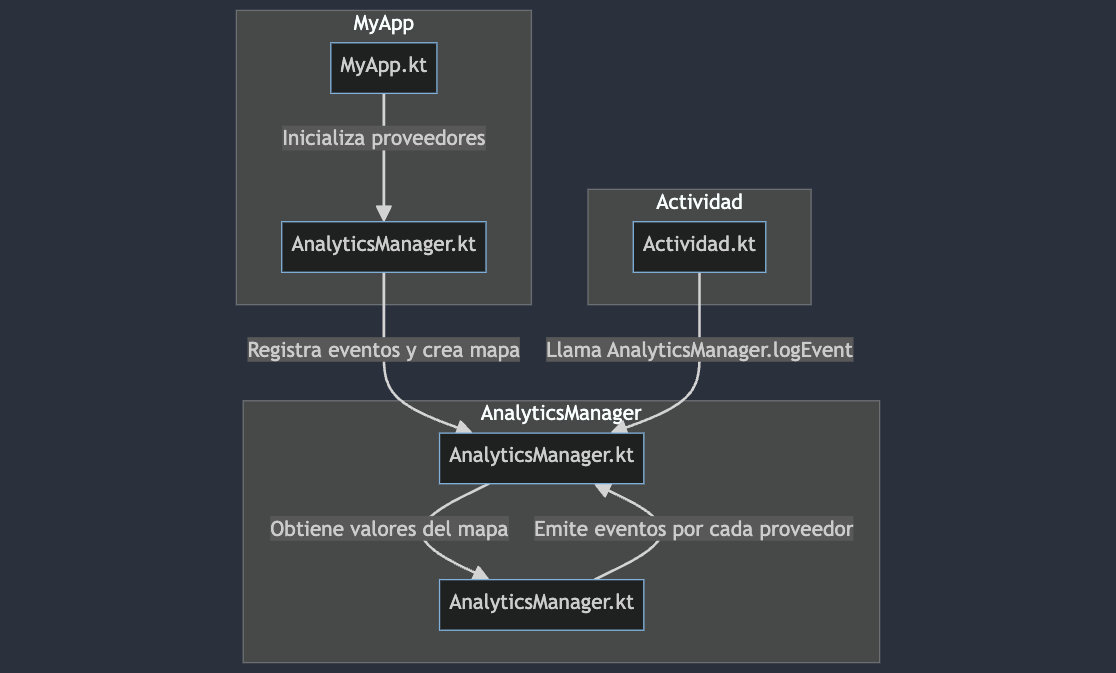 MyApp
MyApp.kt
Inicializa proveedores
AnalyticsManager.kt
Actividad
Actividad.kt
Registra eventos y crea mapa
Llama AnalyticsManager.logEvent
AnalyticsManager
AnalyticsManager.kt
Obtiene valores del mapa
Emite eventos por cada proveedor
AnalyticsManager.kt